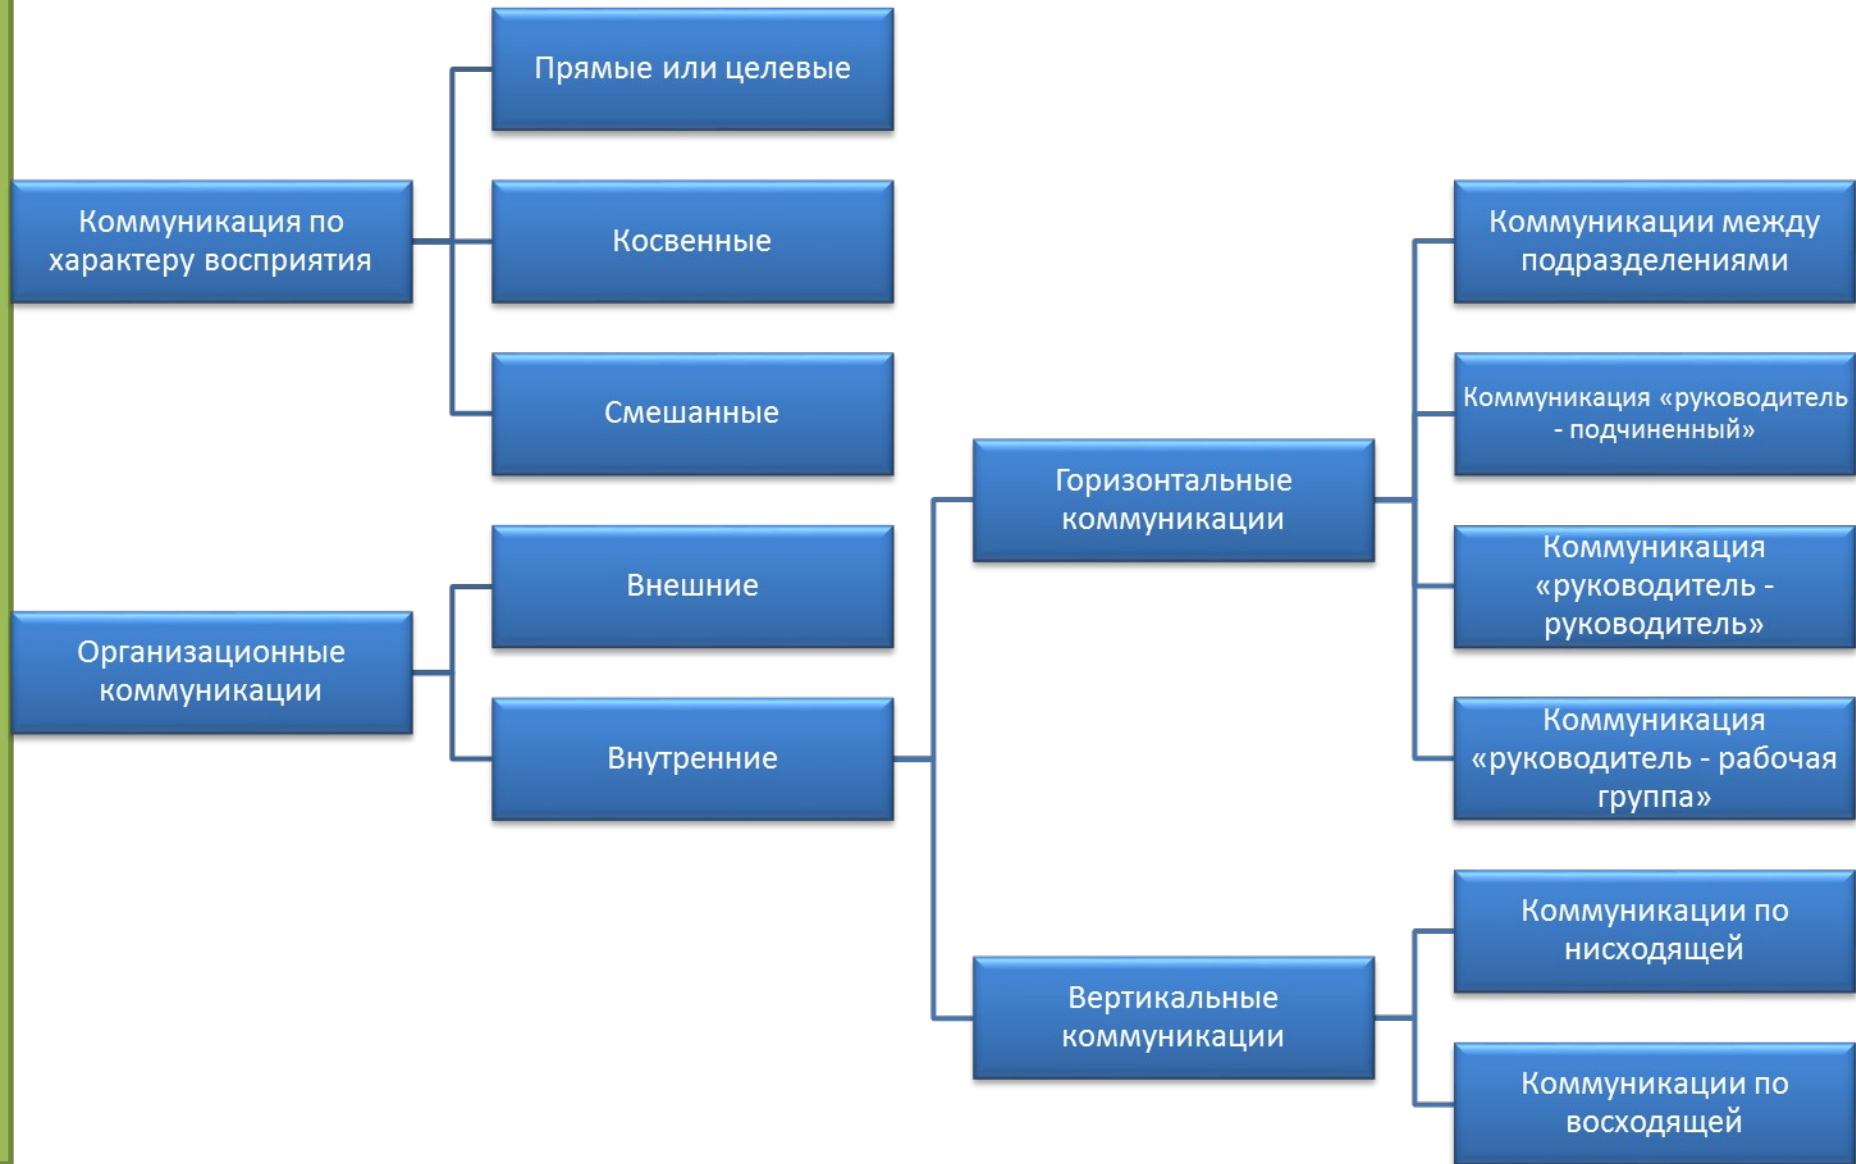 Прямые или целевые
Коммуникация по
характеру восприятия
Косвенные
Смешанные
Организационные
коммуникации
Внешние
Внутренние
Горизонтальные
коммуникации
Коммуникации между
подразделениями
Коммуникация «руководитель
- подчиненный»
Коммуникация
«руководитель -
руководитель»
Коммуникация
«руководитель - рабочая
группа»
Вертикальные
коммуникации
Коммуникации по
нисходящей
Коммуникации по
восходящей